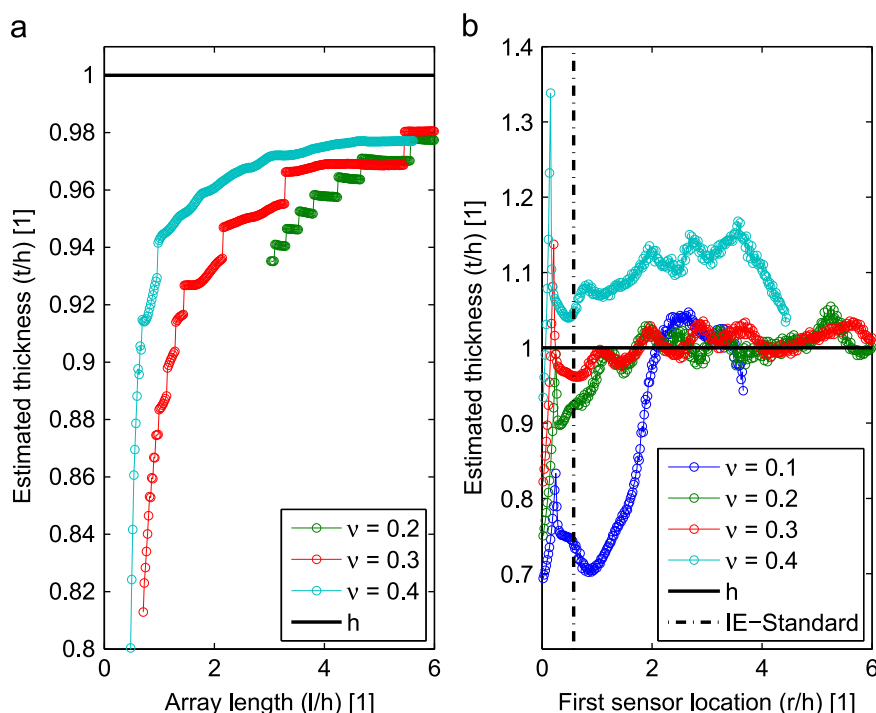 a
1
0.98
0.96
0.94
0.92
0.9
0.88
0.86
0.84
0.82
0.8
0 2 4 6
Estimated thickness (t/h) [1]
Array length (l/h) [1]
ν = 0.2
ν = 0.3
ν = 0.4
h
b
1.4
1.3
1.2
1.1
1
0.9
0.8
0.7
0 2 4 6
Estimated thickness (t/h) [1]
First sensor location (r/h) [1]
ν = 0.1
ν = 0.2
ν = 0.3
ν = 0.4
h
IE−Standard